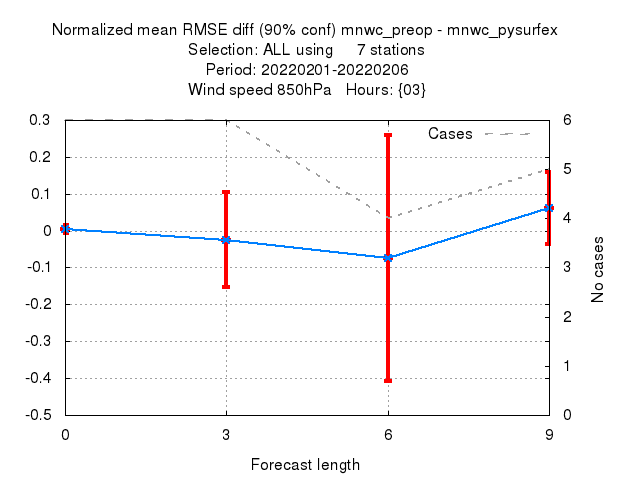 Normalized mean RMSE diff (90% conf) mnwc_preop - mnwc_pysurfex
Selection: ALL using 7 stations
Period: 20220201-20220206
Wind speed 850hPa Hours: {03}
Cases
0.3
0.2
0.1
0
-0.1
-0.2
-0.3
-0.4
-0.5
6
5
4
3
2
1
0
No cases
0 3 6 9
Forecast length